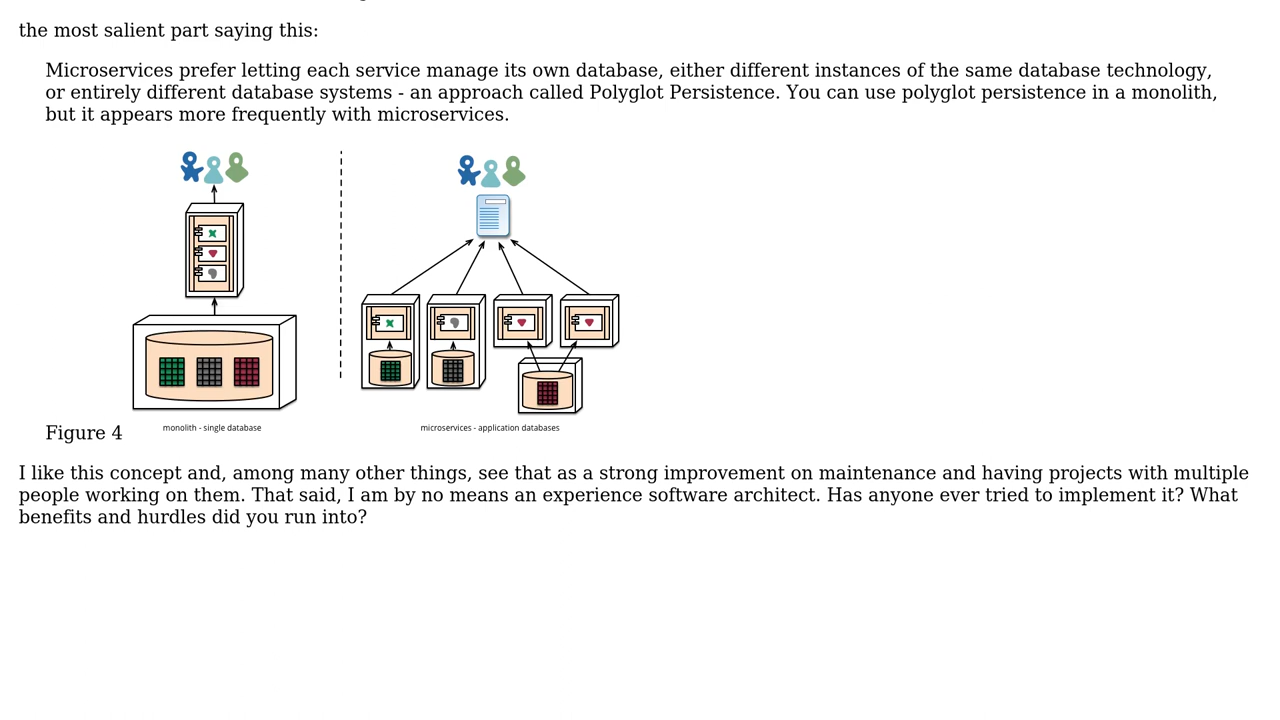 the most salient part saying this:
Microservices prefer letting each service manage its own database, either different instances of the same database technology,
or entirely different database systems - an approach called Polyglot Persistence. You can use polyglot persistence in a monolith,
but it appears more frequently with microservices.
Figure 4
monolith - single database
microservices - application databases
I like this concept and, among many other things, see that as a strong improvement on maintenance and having projects with multiple
people working on them. That said, I am by no means an experience software architect. Has anyone ever tried to implement it? What
benefits and hurdles did you run into?